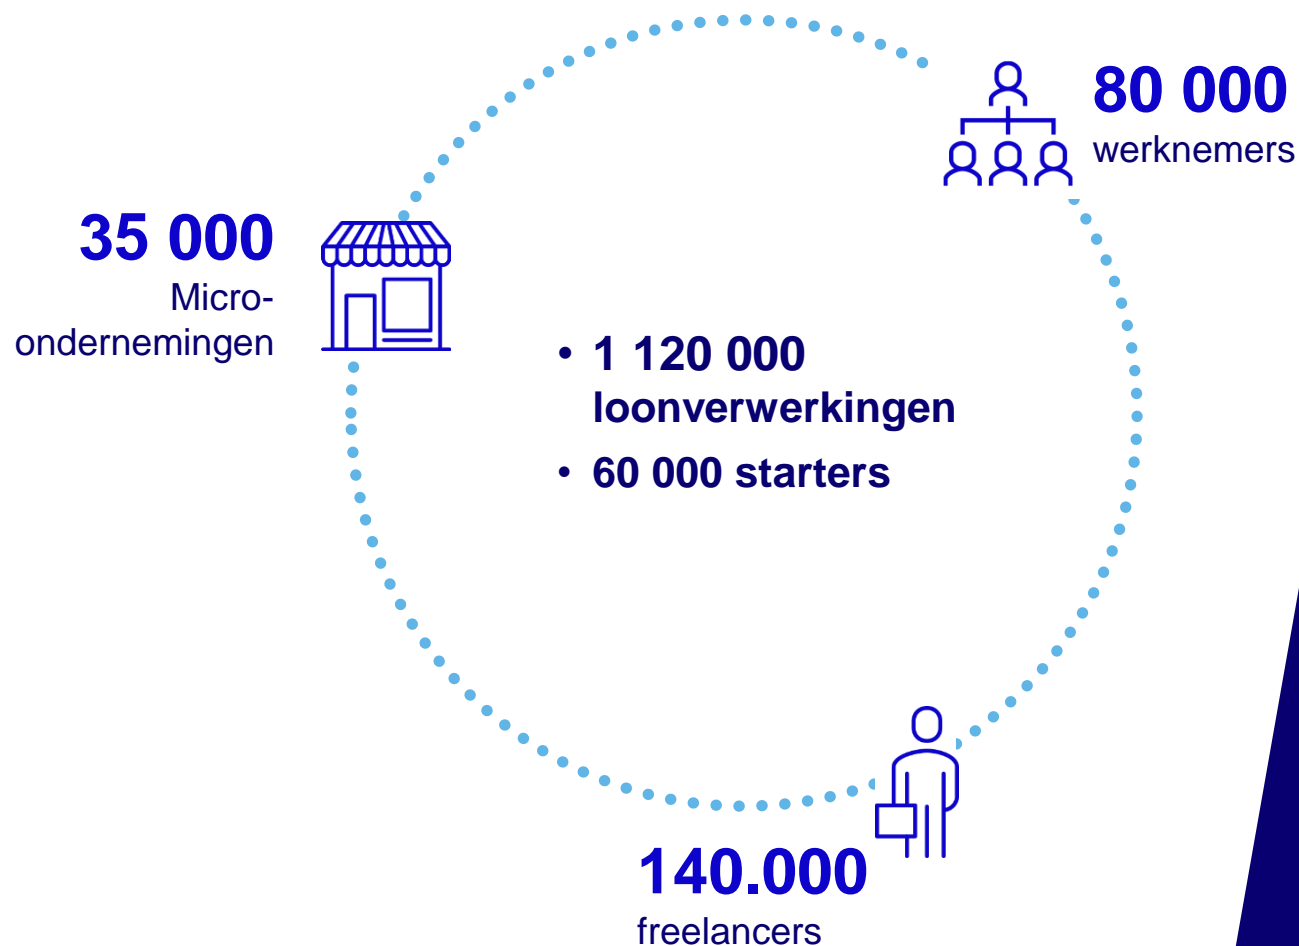 80 000
werknemers
35 000
Micro-
ondernemingen
• 1 120 000
loonverwerkingen
• 60 000 starters
140.000
freelancers